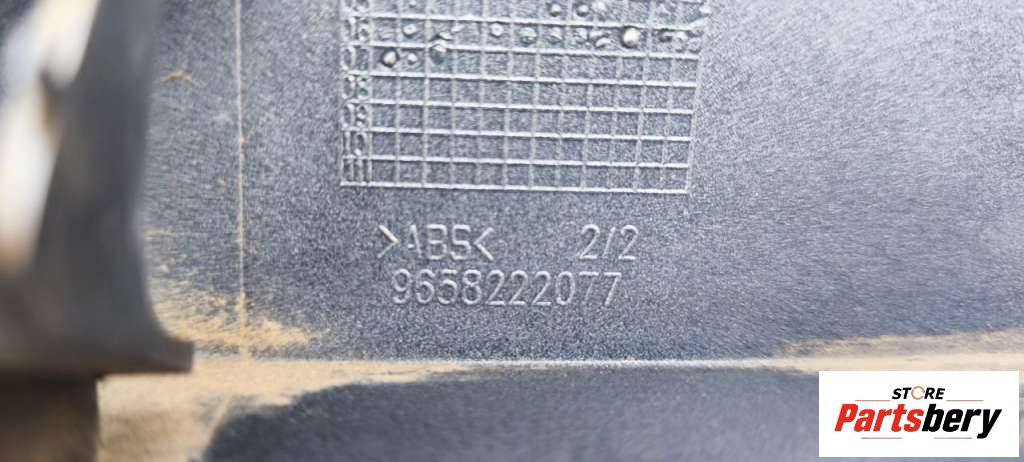 >ABS<   2/2
9658222077
STORE
Partsbery